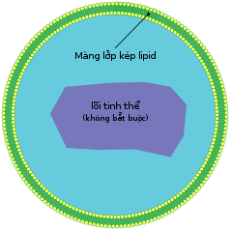 Màng lớp kép lipid
lõi tinh thể
(không bắt buộc)